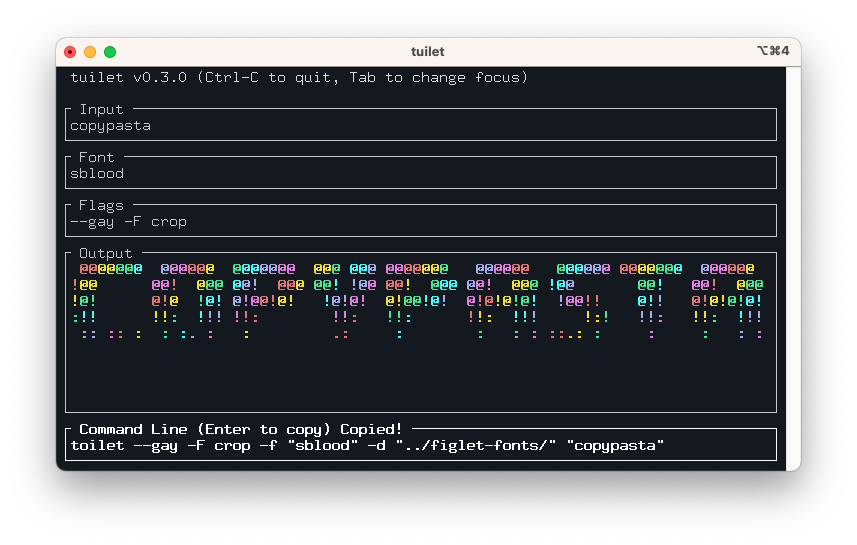 tuilet
⌥⌘4
tuilet v0.3.0 (Ctrl-C to quit, Tab to change focus)
Input
copypasta
Font
sblood
Flags
--gay -F crop
Output
 @@@@@@@  @@@@@@  @@@@@@@  @@@ @@@ @@@@@@@   @@@@@@   @@@@@@ @@@@@@@  @@@@@@
!@@      @@!  @@@ @@!  @@@ @@! !@@ @@!  @@@ @@!  @@@ !@@       @@!   @@!  @@@
!@!      @!@  !@! @!@@!@!   !@!@!  @!@@!@!  @!@!@!@!  !@@!!    @!!   @!@!@!@!
:!!      !!:  !!! !!:        !!:   !!:      !!:  !!!     !:!   !!:   !!:  !!!
 :: :: :  : :. :   :         .:     :        :   : : ::.: :     :     :   : :
Command Line (Enter to copy) Copied!
toilet --gay -F crop -f "sblood" -d "../figlet-fonts/" "copypasta"